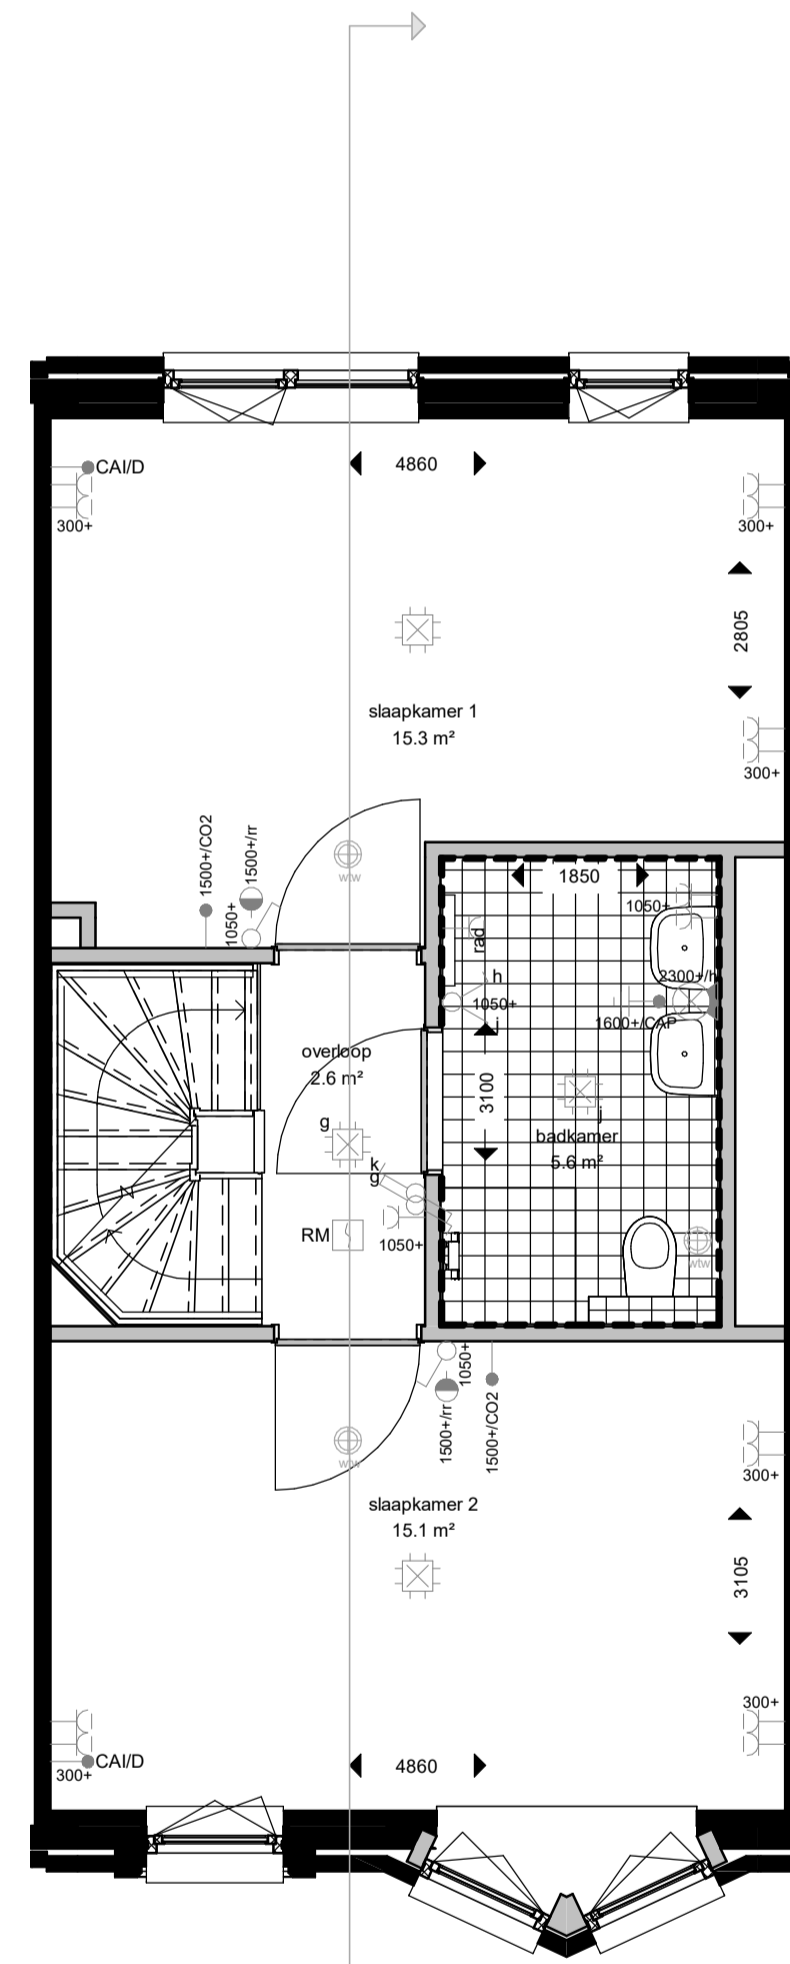 CAI/D
4860
300+
300+
2805
slaapkamer 1
15.3 m²
300+
1500+/CO2
1500+/rr
1050+
wtw
1850
1050+
rad
h
1050+
i
2300+/h
1600+/CAP
overloop
2.6 m²
3100
g
j
badkamer
5.6 m²
k
g
RM
1050+
wtw
1050+
1500+/rr
1500+/CO2
wtw
300+
slaapkamer 2
15.1 m²
3105
300+
CAI/D
300+
4860